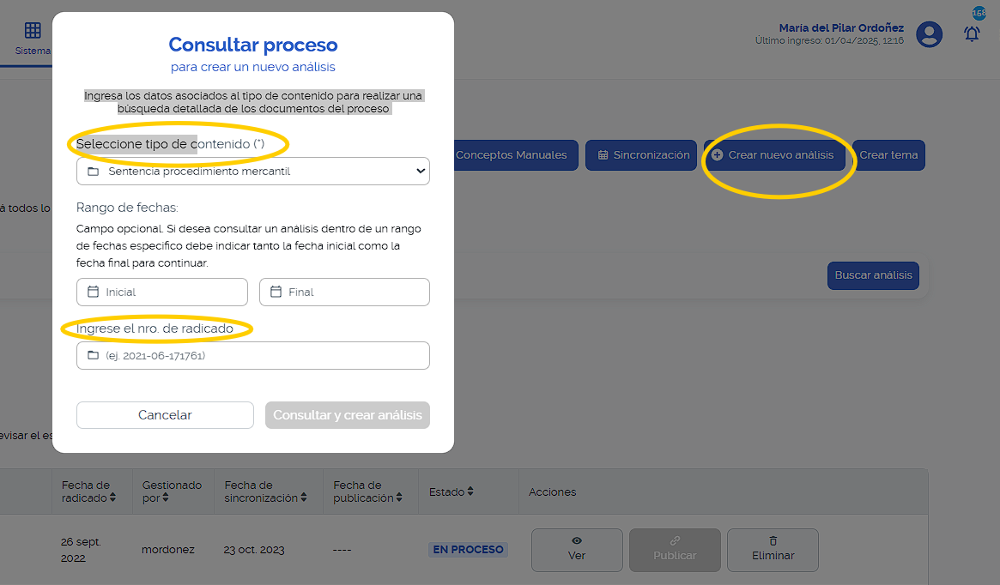 Sistema
María del Pilar Ordoñez
Último ingreso: 01/04/2025, 12:16
168
Consultar proceso
para crear un nuevo análisis
Ingresa los datos asociados al tipo de contenido para realizar una
búsqueda detallada de los documentos del proceso
Seleccione tipo de contenido (*)
Sentencia procedimiento mercantil
Rango de fechas:
Campo opcional. Si desea consultar un análisis dentro de un rango
de fechas especifico debe indicar tanto la fecha inicial como la
fecha final para continuar.
Inicial
Final
Ingrese el nro. de radicado
(ej. 2021-06-171761)
Cancelar
Consultar y crear análisis
Conceptos Manuales
Sincronización
Crear nuevo análisis
Crear tema
á todos lo
Buscar análisis
evisar el es
Fecha de
radicado
Gestionado
por
Fecha de
sincronización
Fecha de
publicación
Estado
Acciones
26 sept.
2022
mordonez
23 oct. 2023
----
EN PROCESO
Ver
Publicar
Eliminar